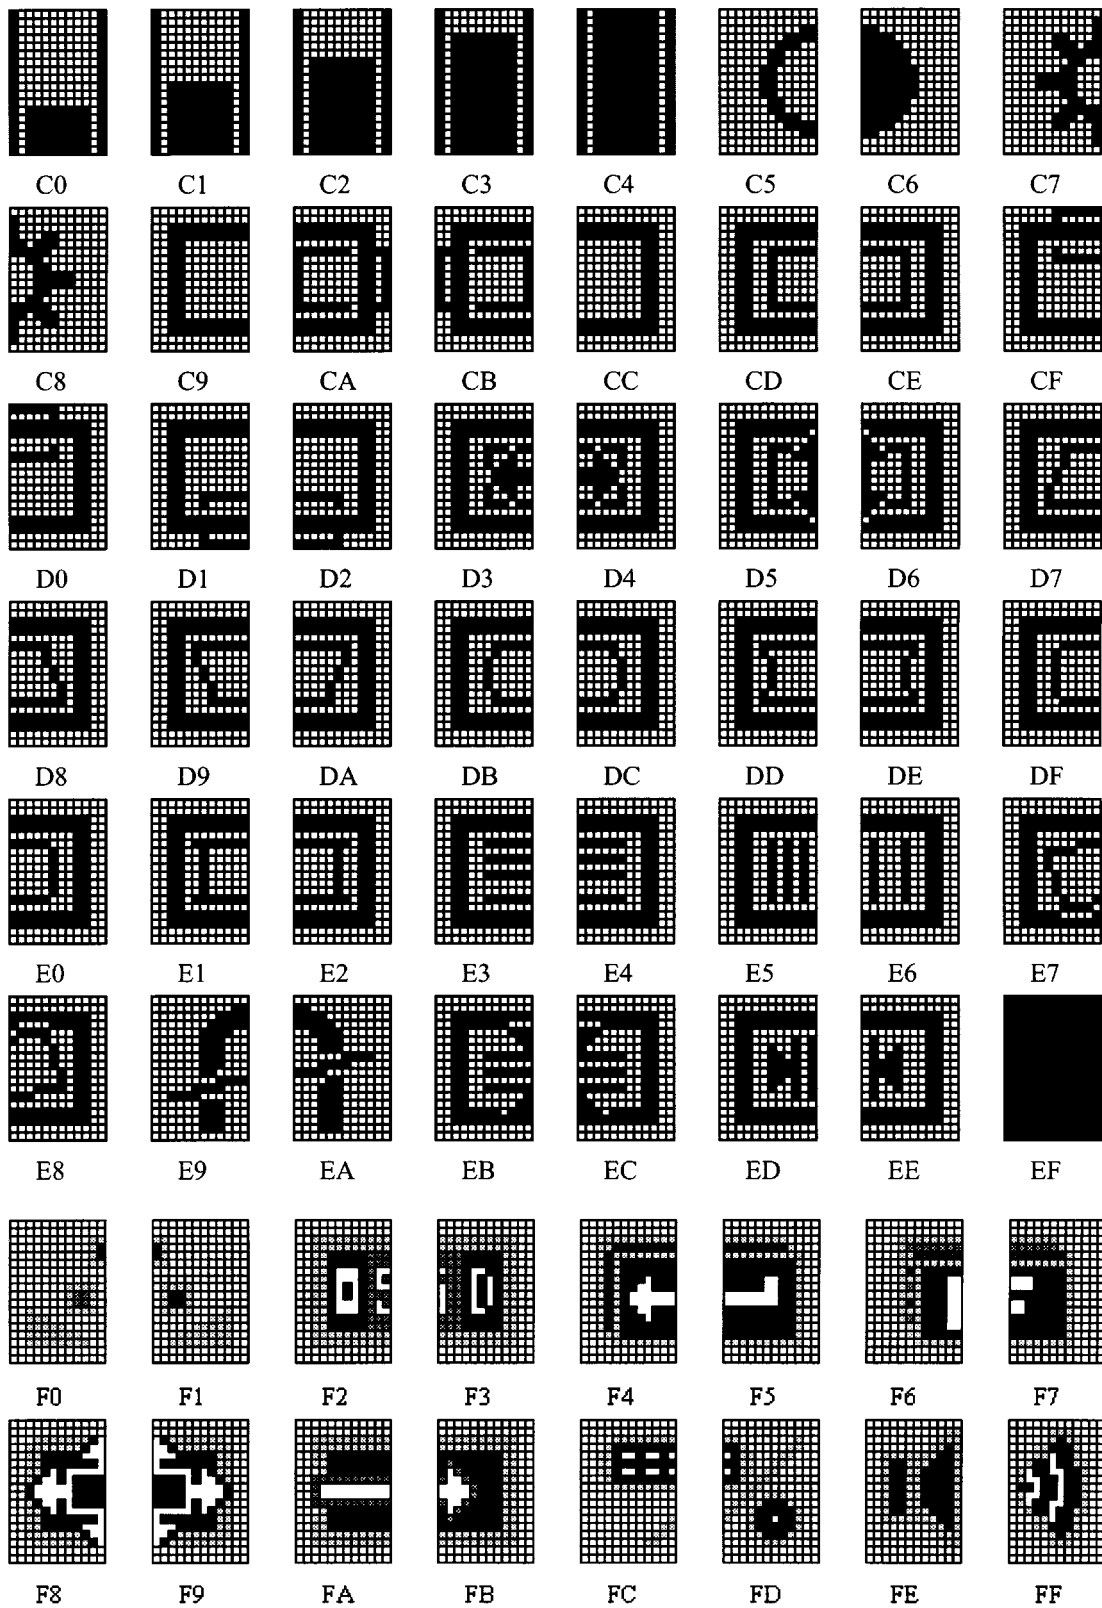 C0 C1 C2 C3 C4 C5 C6 C7
C8 C9 CA CB CC CD CE CF
D0 D1 D2 D3 D4 D5 D6 D7
D8 D9 DA DB DC DD DE DF
E0 E1 E2 E3 E4 E5 E6 E7
E8 E9 EA EB EC ED EE EF
F0 F1 F2 F3 F4 F5 F6 F7
F8 F9 FA FB FC FD FE FF